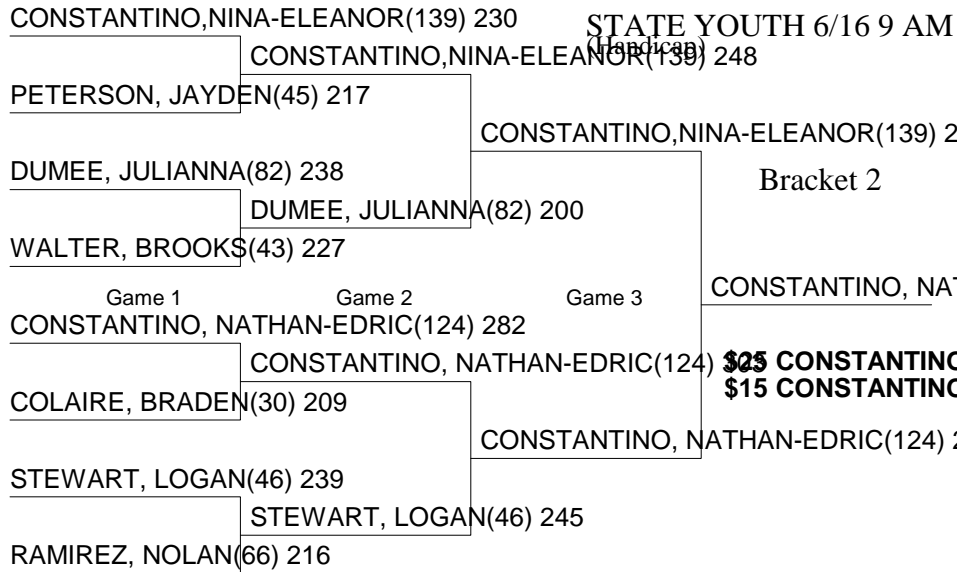 CONSTANTINO,NINA-ELEANOR(139) 230
STATE YOUTH 6/16 9 AM
(Handicap)
CONSTANTINO,NINA-ELEANOR(139) 248
PETERSON, JAYDEN(45) 217
CONSTANTINO,NINA-ELEANOR(139) 2
DUMEE, JULIANNA(82) 238
Bracket 2
DUMEE, JULIANNA(82) 200
WALTER, BROOKS(43) 227
CONSTANTINO, NAT
Game 1 Game 2 Game 3
CONSTANTINO, NATHAN-EDRIC(124) 282
CONSTANTINO, NATHAN-EDRIC(124)
$25 CONSTANTINO
$15 CONSTANTINO
COLAIRE, BRADEN(30) 209
CONSTANTINO, NATHAN-EDRIC(124) 2
STEWART, LOGAN(46) 239
STEWART, LOGAN(46) 245
RAMIREZ, NOLAN(66) 216